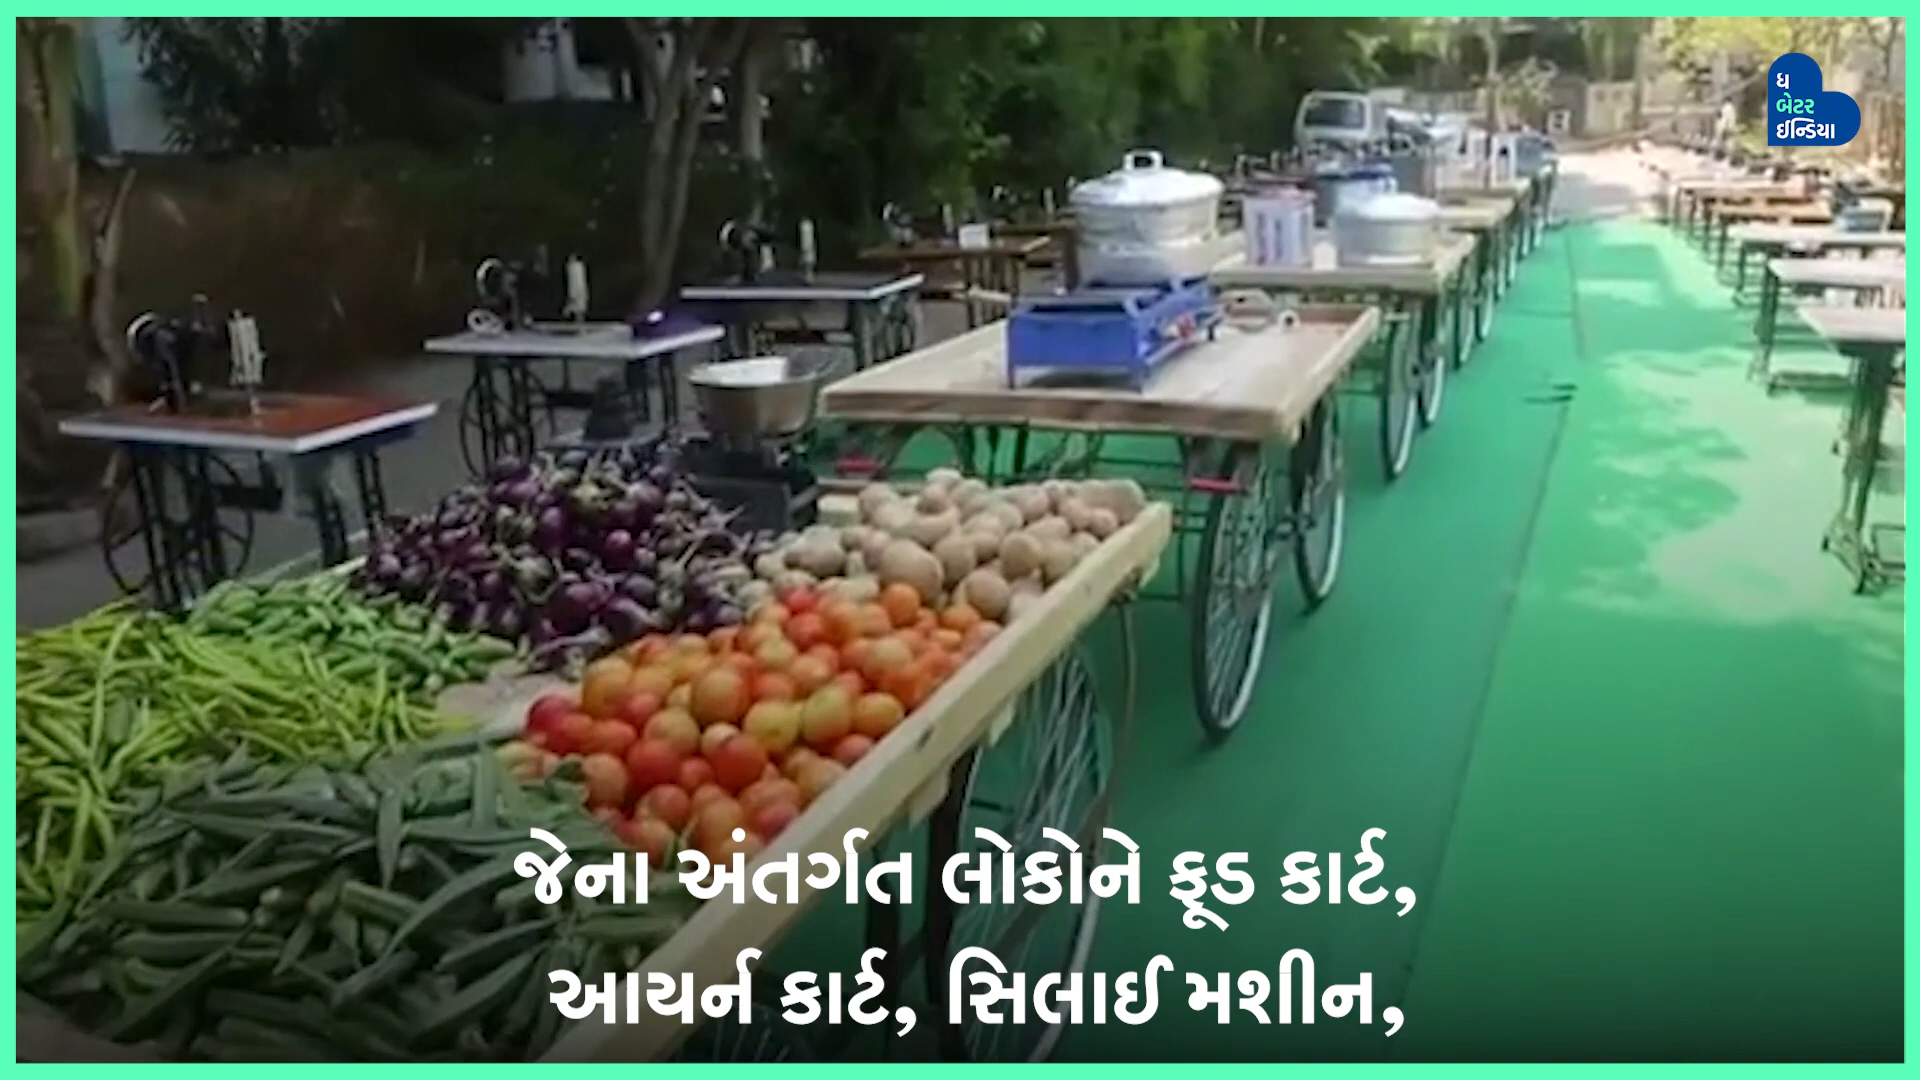 ધ
બેટર
ઈન્ડિયા
જેના અંતર્ગત લોકોને ફૂડ કાર્ટ,
આયર્ન કાર્ટ, સિલાઈ મશીન,